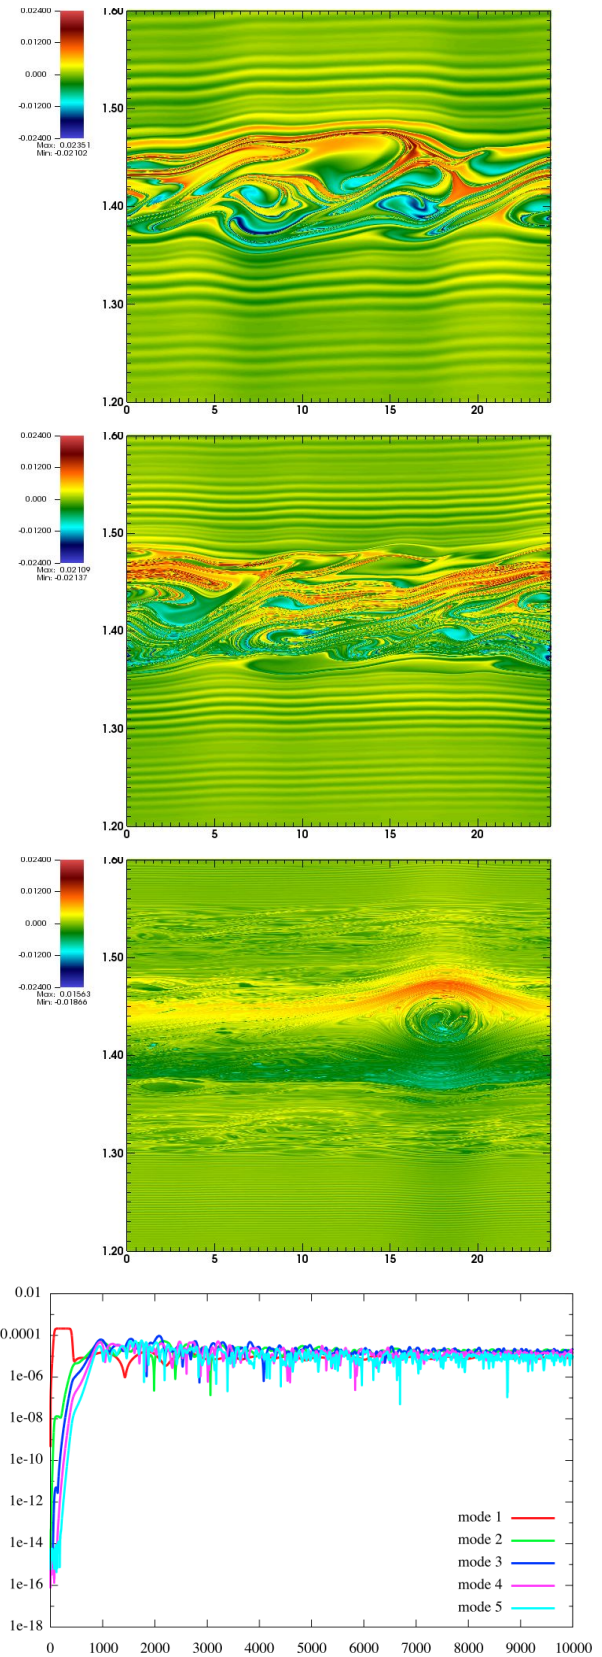 0.02400
0.01200
0.000
-0.01200
-0.02400
Max: 0.02351
Min: -0.02102
1.60
1.50
1.40
1.30
1.20
0 5 10 15 20
0.02400
0.01200
0.000
-0.01200
-0.02400
Max: 0.02109
Min: -0.02137
1.60
1.50
1.40
1.30
1.20
0 5 10 15 20
0.02400
0.01200
0.000
-0.01200
-0.02400
Max: 0.01563
Min: -0.01866
1.60
1.50
1.40
1.30
1.20
0 5 10 15 20
0.01
0.0001
1e-06
1e-08
1e-10
1e-12
1e-14
1e-16
1e-18
mode 1
mode 2
mode 3
mode 4
mode 5
0 1000 2000 3000 4000 5000 6000 7000 8000 9000 10000